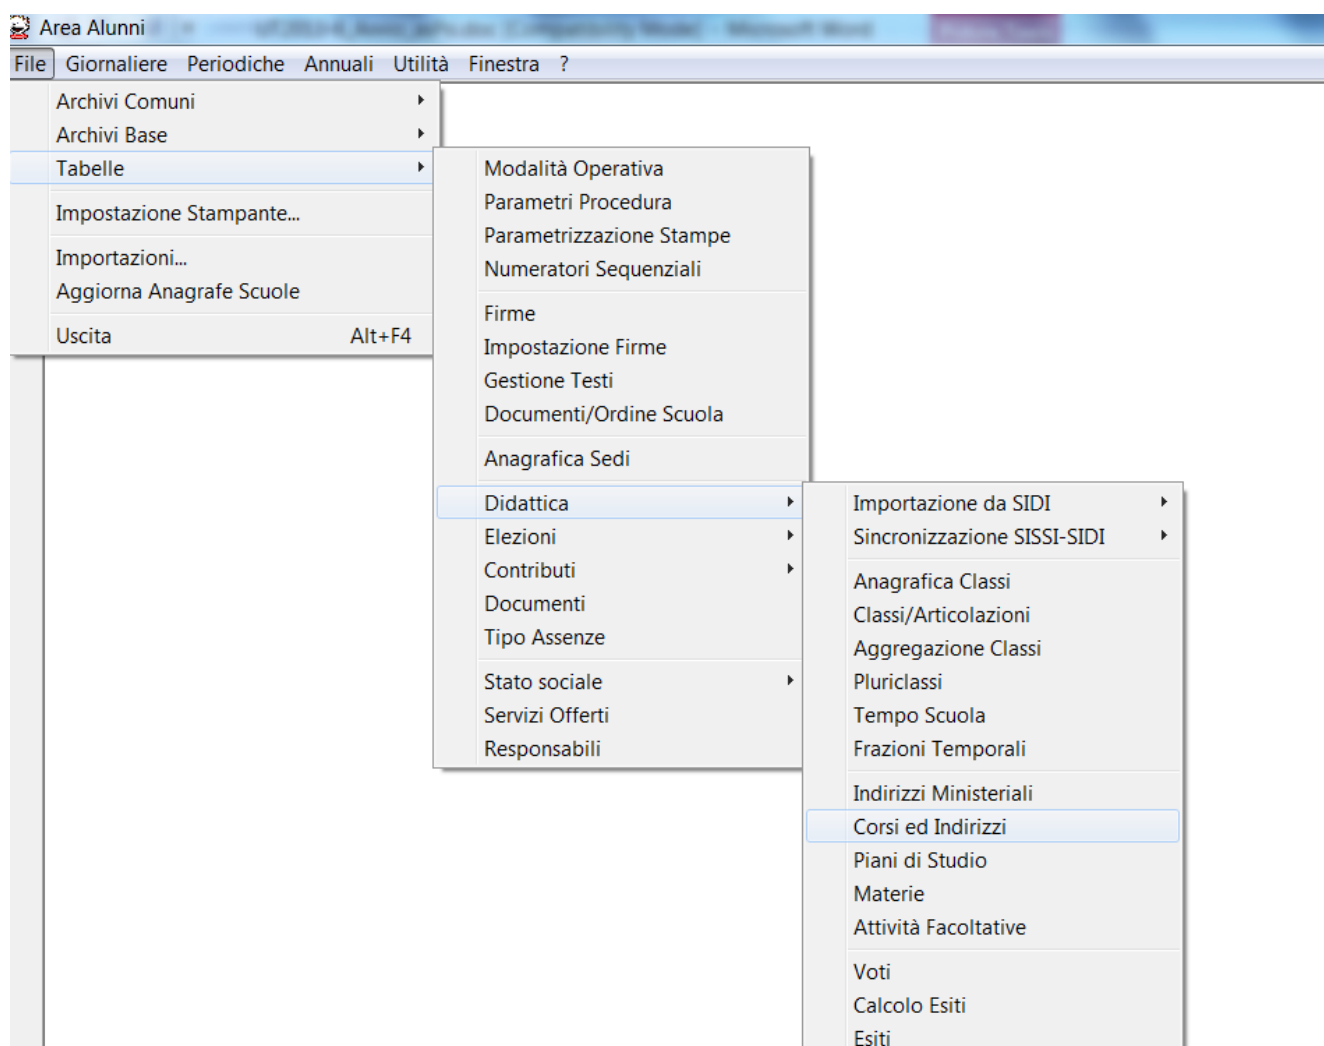 Area Alunni
File Giornaliere Periodiche Annuali Utilità Finestra ?
Archivi Comuni
Archivi Base
Tabelle
Impostazione Stampante...
Importazioni...
Aggiorna Anagrafe Scuole
Uscita Alt+F4
Modalità Operativa
Parametri Procedura
Parametrizzazione Stampe
Numeratori Sequenziali
Firme
Impostazione Firme
Gestione Testi
Documenti/Ordine Scuola
Anagrafica Sedi
Didattica
Elezioni
Contributi
Documenti
Tipo Assenze
Stato sociale
Servizi Offerti
Responsabili
Importazione da SIDI
Sincronizzazione SISSI-SIDI
Anagrafica Classi
Classi/Articolazioni
Aggregazione Classi
Pluriclassi
Tempo Scuola
Frazioni Temporali
Indirizzi Ministeriali
Corsi ed Indirizzi
Piani di Studio
Materie
Attività Facoltative
Voti
Calcolo Esiti
Esiti